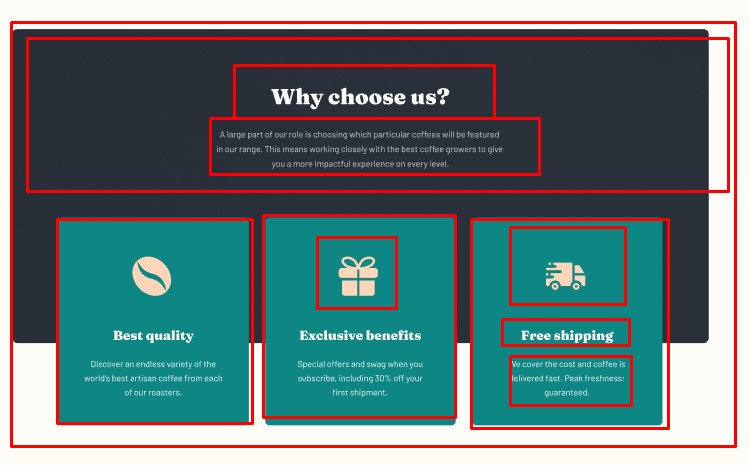 Why choose us?
A large part of our role is choosing which particular coffees will be featured
in our range. This means working closely with the best coffee growers to give
you a more impactful experience on every level.
Best quality
Discover an endless variety of the
world's best artisan coffee from each
of our roasters.
Exclusive benefits
Special offers and swag when you
subscribe, including 30% off your
first shipment.
Free shipping
We cover the cost and coffee is
delivered fast. Peak freshness:
guaranteed.